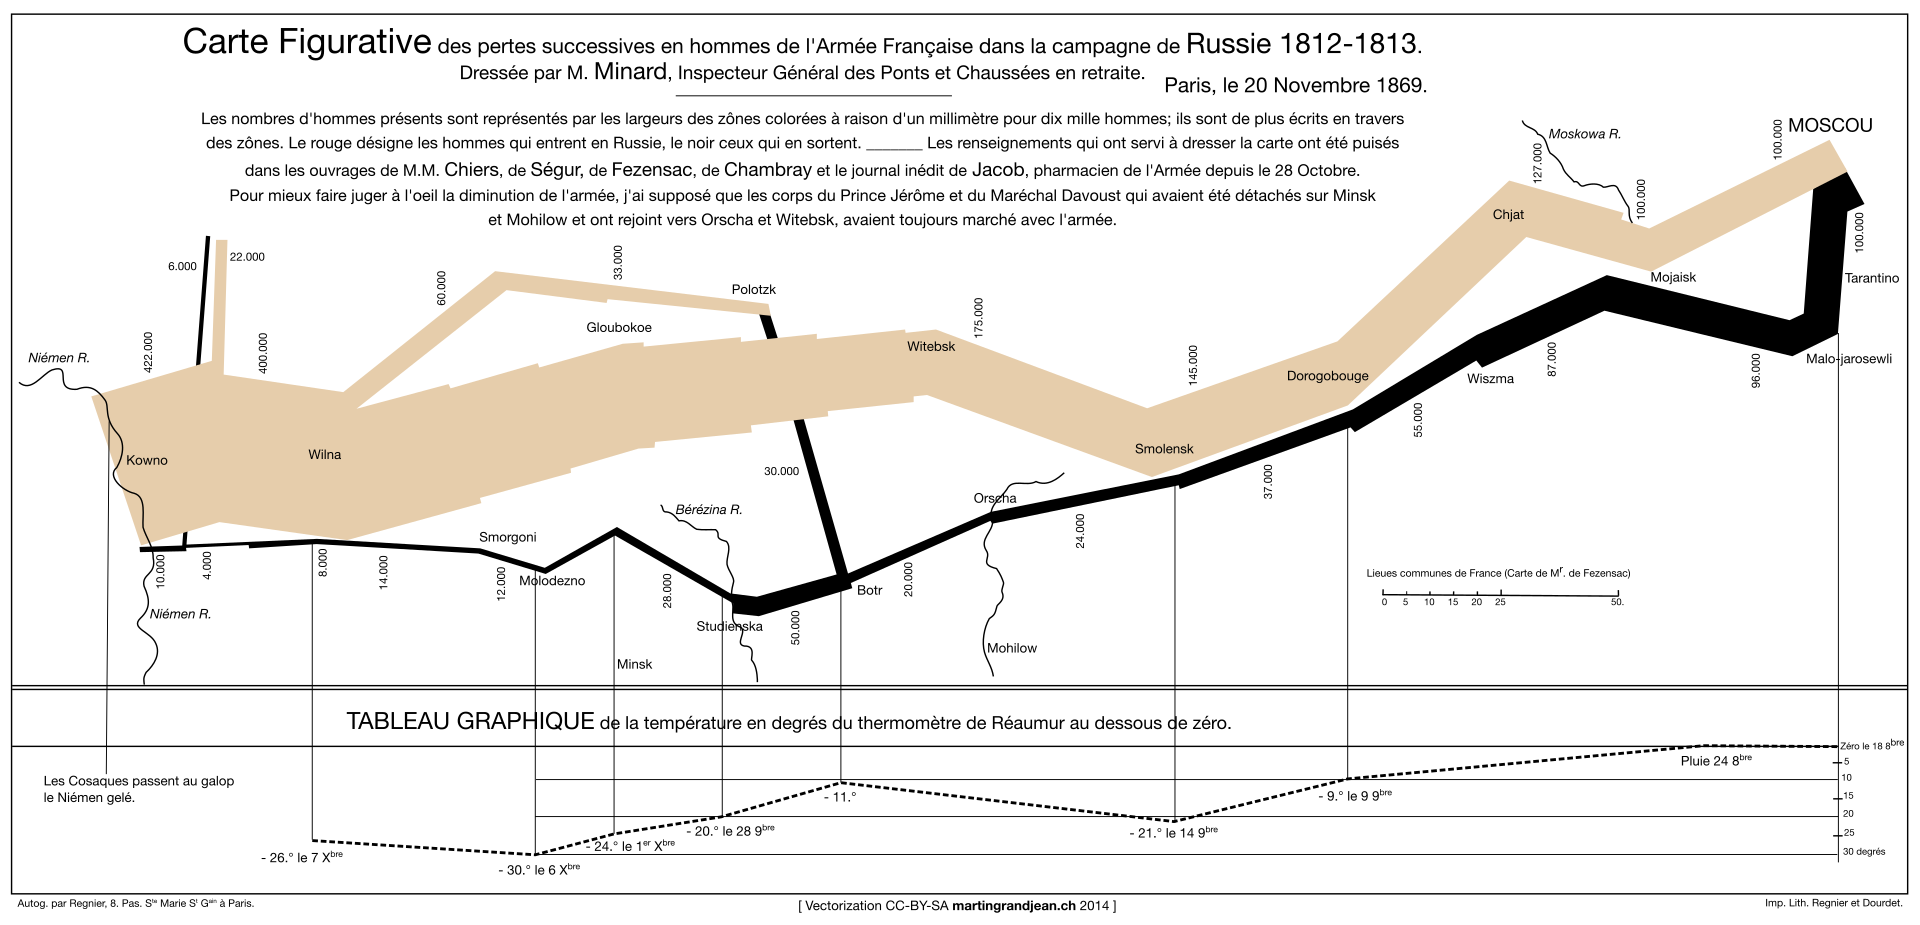 Carte Figurative des pertes successives en hommes de l'Armée Française dans la campagne de Russie 1812-1813.
Dressée par M. Minard, Inspecteur Général des Ponts et Chaussées en retraite.
Paris, le 20 Novembre 1869.
Les nombres d'hommes présents sont représentés par les largeurs des zônes colorées à raison d'un millimètre pour dix mille hommes; ils sont de plus écrits en travers
des zônes. Le rouge désigne les hommes qui entrent en Russie, le noir ceux qui en sortent. _______ Les renseignements qui ont servi à dresser la carte ont été puisés
dans les ouvrages de M.M. Chiers, de Ségur, de Fezensac, de Chambray et le journal inédit de Jacob, pharmacien de l'Armée depuis le 28 Octobre.
Pour mieux faire juger à l'oeil la diminution de l'armée, j'ai supposé que les corps du Prince Jérôme et du Maréchal Davoust qui avaient été détachés sur Minsk
et Mohilow et ont rejoint vers Orscha et Witebsk, avaient toujours marché avec l'armée.
Moskowa R.
MOSCOU
100.000
127.000
100.000
Chjat
100.000
Mojaisk
Tarantino
6.000
22.000
60.000
33.000
Polotzk
Gloubokoe
175.000
Witebsk
Niémen R.
422.000
400.000
145.000
Dorogobouge
Wiszma
87.000
96.000
Malo-jarosewli
55.000
Kowno
Wilna
Smolensk
30.000
37.000
Orscha
Bérézina R.
24.000
Smorgoni
10.000
4.000
8.000
14.000
12.000
Molodezno
28.000
Botr
20.000
Studienska
50.000
Niémen R.
Minsk
Mohilow
Lieues communes de France (Carte de Mr. de Fezensac)
0 5 10 15 20 25 50.
TABLEAU GRAPHIQUE de la température en degrés du thermomètre de Réaumur au dessous de zéro.
Zéro le 18 8bre
5
10
15
20
25
30 degrés
Pluie 24 8bre
Les Cosaques passent au galop
le Niémen gelé.
- 9.° le 9 9bre
- 11.°
- 21.° le 14 9bre
- 20.° le 28 9bre
- 24.° le 1er Xbre
- 26.° le 7 Xbre
- 30.° le 6 Xbre
Autog. par Regnier, 8. Pas. Ste Marie St Gain à Paris.
[ Vectorization CC-BY-SA martingrandjean.ch 2014 ]
Imp. Lith. Regnier et Dourdet.